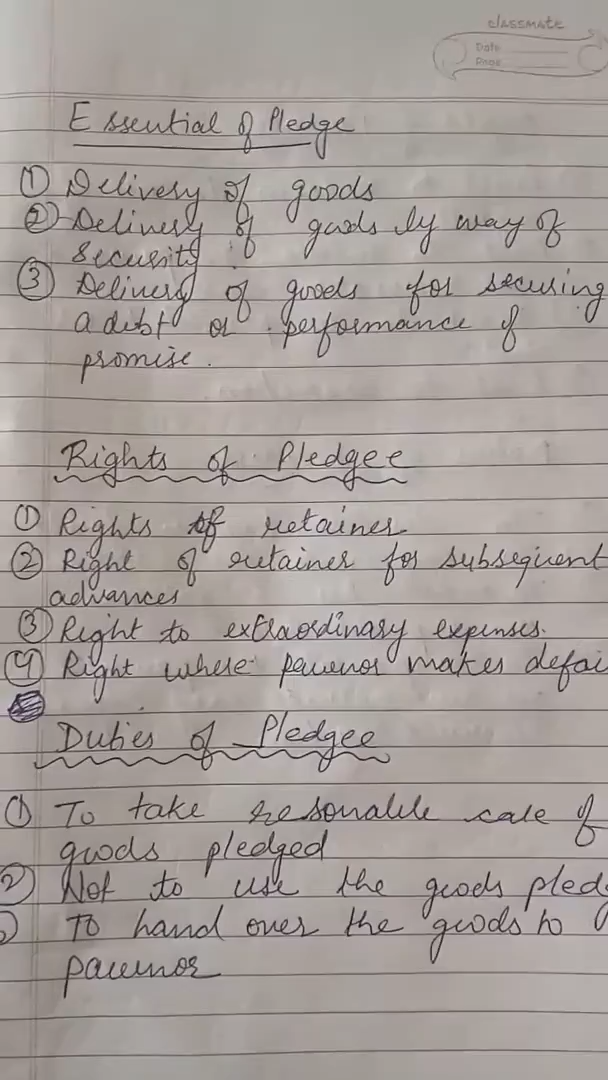 classmate
Date
Page
Essential of Pledge
① Delivery of goods
② Delivery of goods by way of
security
③ Delivery of goods for securing
a debt or performance of
promise.
Rights of Pledgee
① Rights of retainer
② Right of retainer for subsequent
advances
③ Right to extraordinary expenses.
④ Right where pawnor makes defau
Duties of Pledgee
① To take resonable care of
goods pledged
② Not to use the goods pledg
To hand over the goods to
pawnor